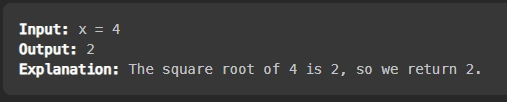 Input: x = 4
Output: 2
Explanation: The square root of 4 is 2, so we return 2.